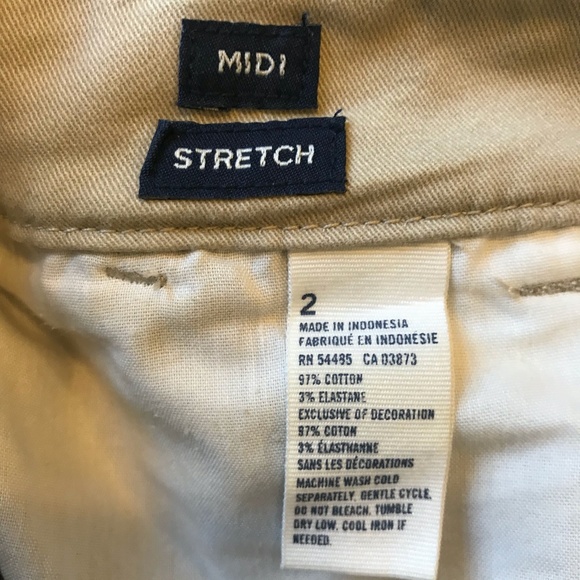 MIDI
STRETCH
2
MADE IN INDONESIA
FABRIQUÉ EN INDONÉSIE
RN 54485 CA 03873
97% COTTON
3% ELASTANE
EXCLUSIVE OF DECORATION
97% COTON
3% ÉLASTHANNE
SANS LES DÉCORATIONS
MACHINE WASH COLD
SEPARATELY, GENTLE CYCLE.
DO NOT BLEACH. TUMBLE
DRY LOW. COOL IRON IF
NEEDED.